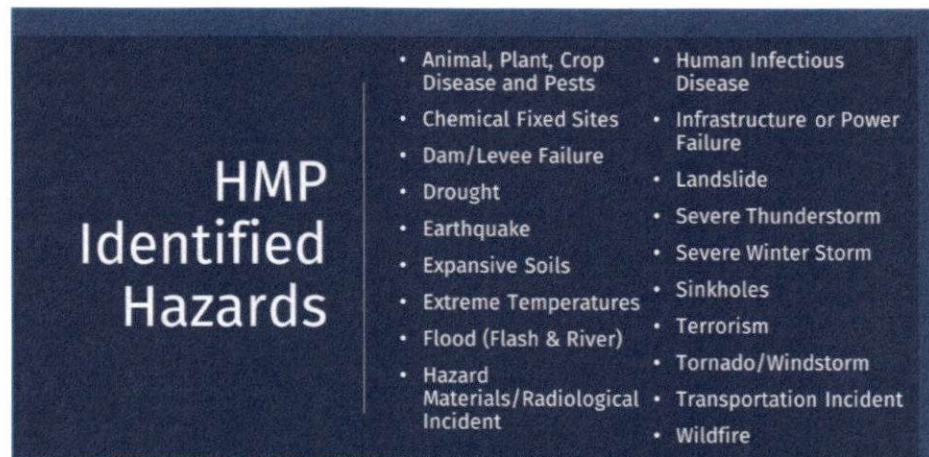 HMP
Identified
Hazards
• Animal, Plant, Crop
Disease and Pests
• Chemical Fixed Sites
• Dam/Levee Failure
• Drought
• Earthquake
• Expansive Soils
• Extreme Temperatures
• Flood (Flash & River)
• Hazard
Materials/Radiological
Incident
• Human Infectious
Disease
• Infrastructure or Power
Failure
• Landslide
• Severe Thunderstorm
• Severe Winter Storm
• Sinkholes
• Terrorism
• Tornado/Windstorm
• Transportation Incident
• Wildfire